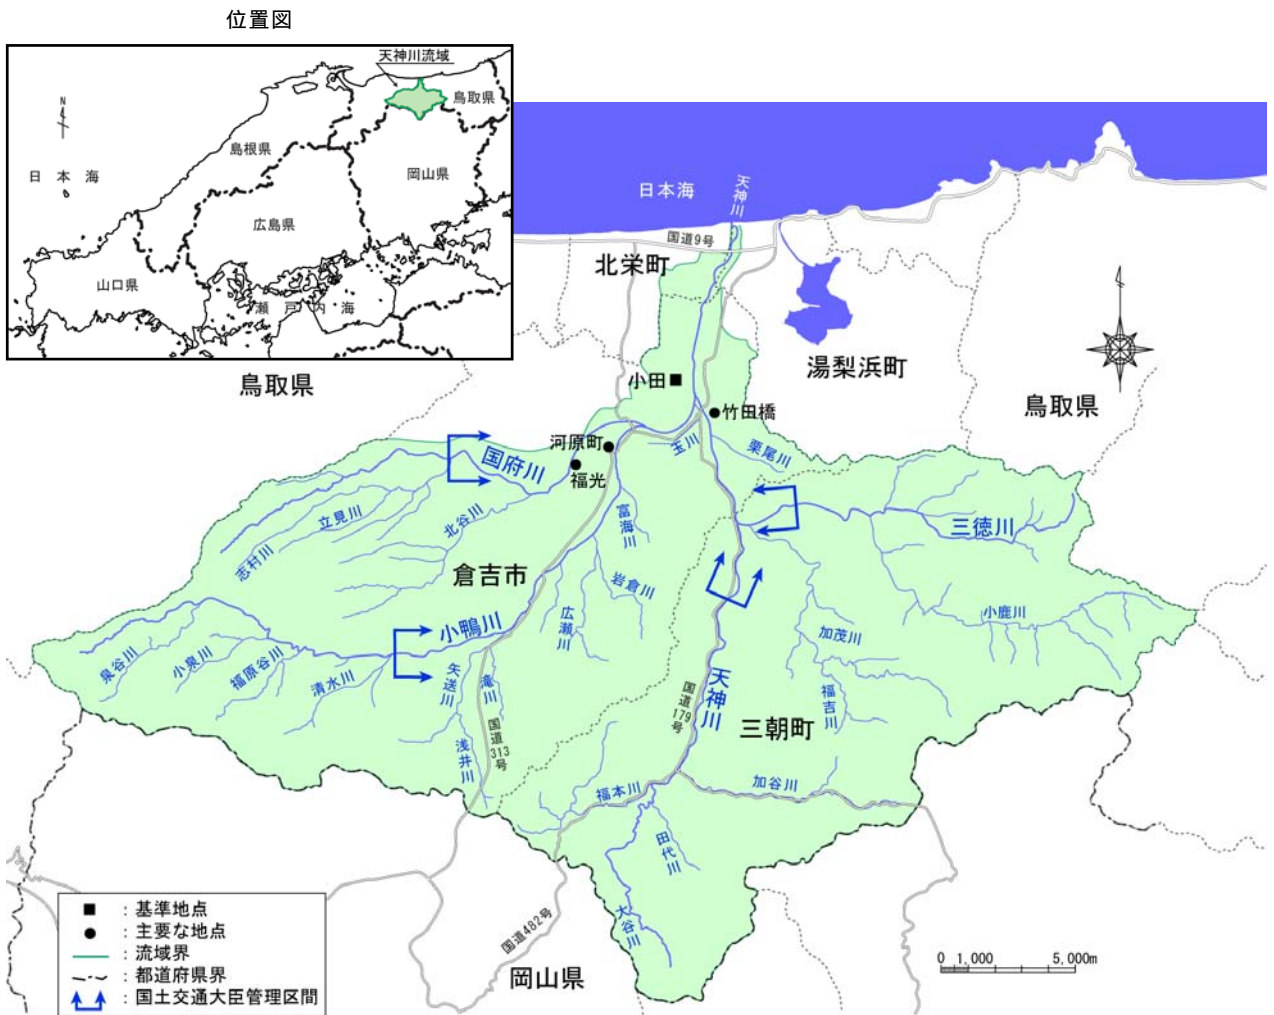 位置図
天神川流域
鳥取県
N
島根県
日本海
岡山県
広島県
山口県
瀬戸内海
日本海
天神川
国道9号
北栄町
湯梨浜町
鳥取県
小田
鳥取県
竹田橋
河原町
福光
国府川
玉川
栗尾川
立見川
北谷川
志村川
富海川
三徳川
倉吉市
岩倉川
広瀬川
小鴨川
小鹿川
加茂川
泉谷川
小泉川
福原谷川
清水川
矢送川
滝川
国道313号
浅井川
天神川
国道179号
福吉川
三朝町
福本川
加谷川
田代川
大谷川
国道482号
岡山県
0 1,000 5,000m
■ : 基準地点
● : 主要な地点
: 流域界
: 都道府県界
: 国土交通大臣管理区間